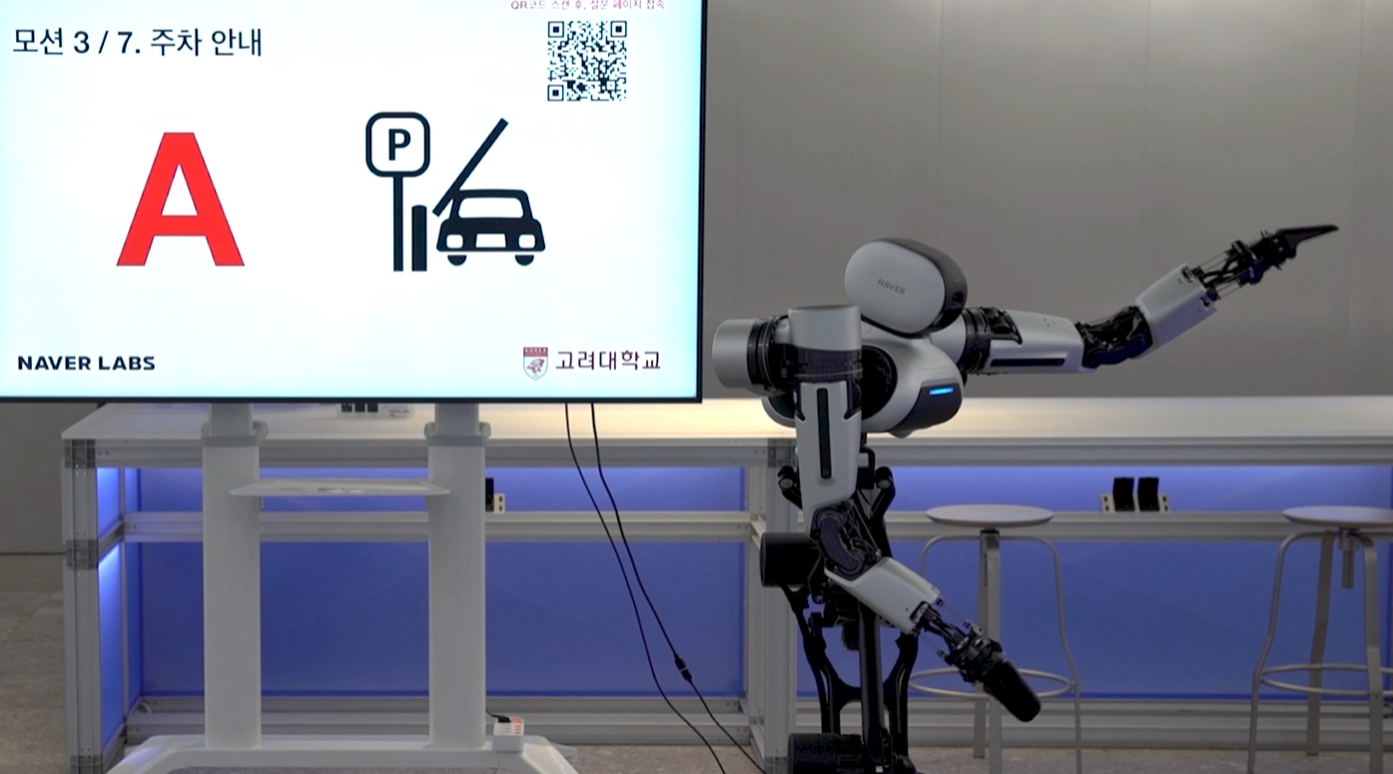 QR코드 스캔 후, 설문 페이지 접속
모션 3 / 7. 주차 안내
A
P
NAVER LABS
고려대학교
NAVER